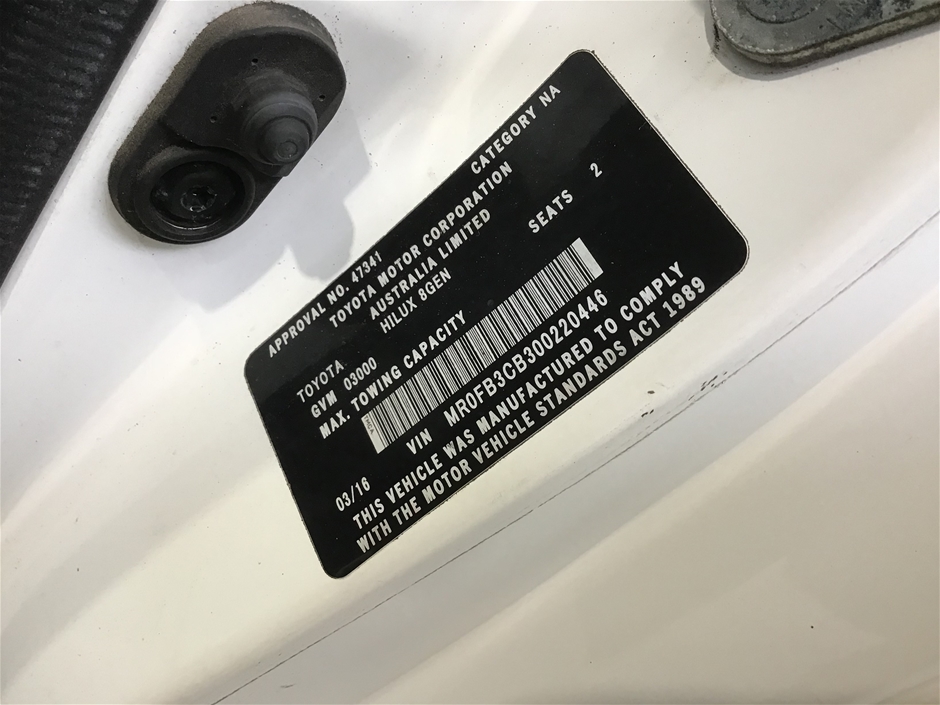 APPROVAL NO. 47341 CATEGORY NA
TOYOTA MOTOR CORPORATION
AUSTRALIA LIMITED
TOYOTA HILUX 8GEN
GVM 03000 SEATS 2
MAX. TOWING CAPACITY
VIN MR0FB3CB300220446
03/16
THIS VEHICLE WAS MANUFACTURED TO COMPLY
WITH THE MOTOR VEHICLE STANDARDS ACT 1989